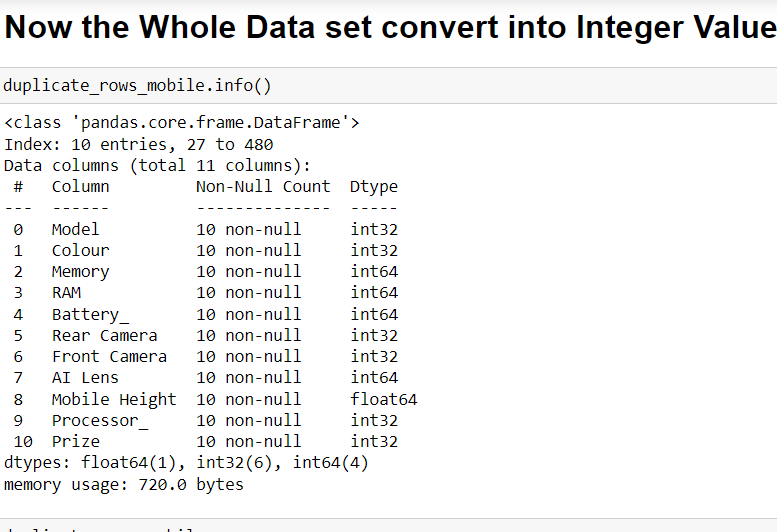 Now the Whole Data set convert into Integer Value
duplicate_rows_mobile.info()
<class 'pandas.core.frame.DataFrame'>
Index: 10 entries, 27 to 480
Data columns (total 11 columns):
 #   Column         Non-Null Count  Dtype
---  ------         --------------  -----
 0   Model          10 non-null     int32
 1   Colour         10 non-null     int32
 2   Memory         10 non-null     int64
 3   RAM            10 non-null     int64
 4   Battery_       10 non-null     int64
 5   Rear Camera    10 non-null     int32
 6   Front Camera   10 non-null     int32
 7   AI Lens        10 non-null     int64
 8   Mobile Height  10 non-null     float64
 9   Processor_     10 non-null     int32
 10  Prize          10 non-null     int32
dtypes: float64(1), int32(6), int64(4)
memory usage: 720.0 bytes